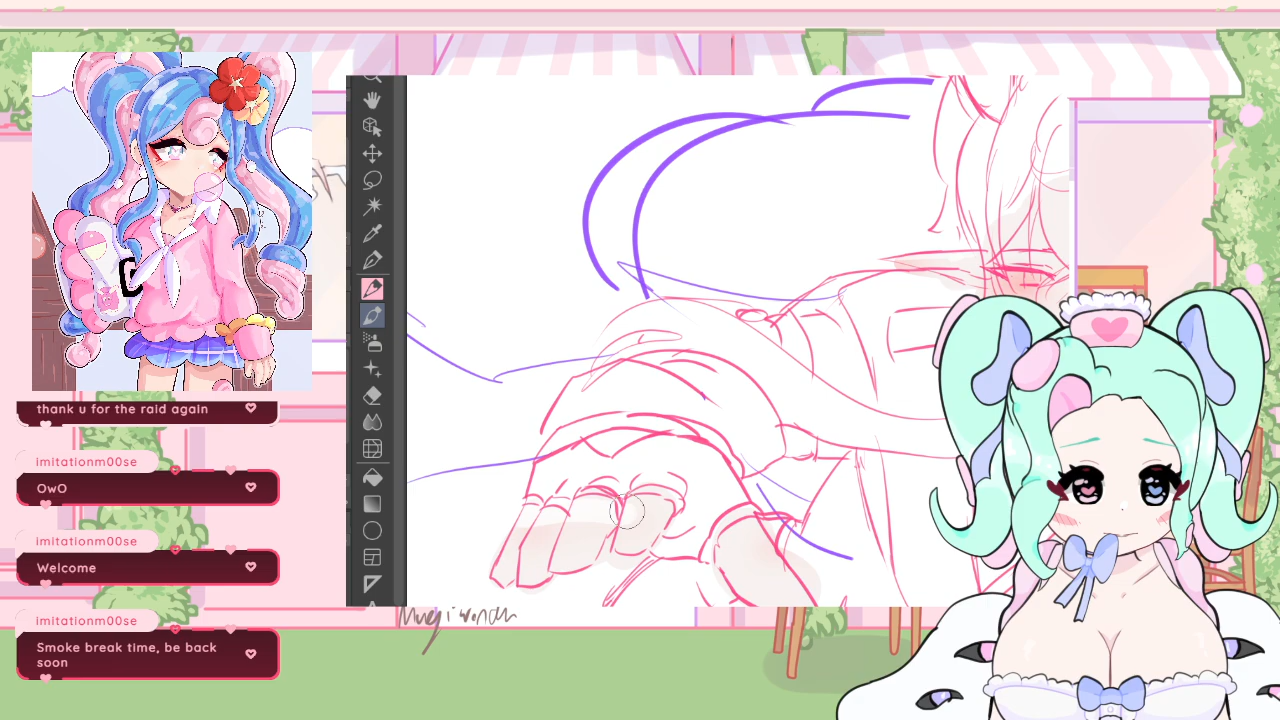 thank u for the raid again
imitationm00se
OwO
imitationm00se
Welcome
imitationm00se
Smoke break time, be back
soon